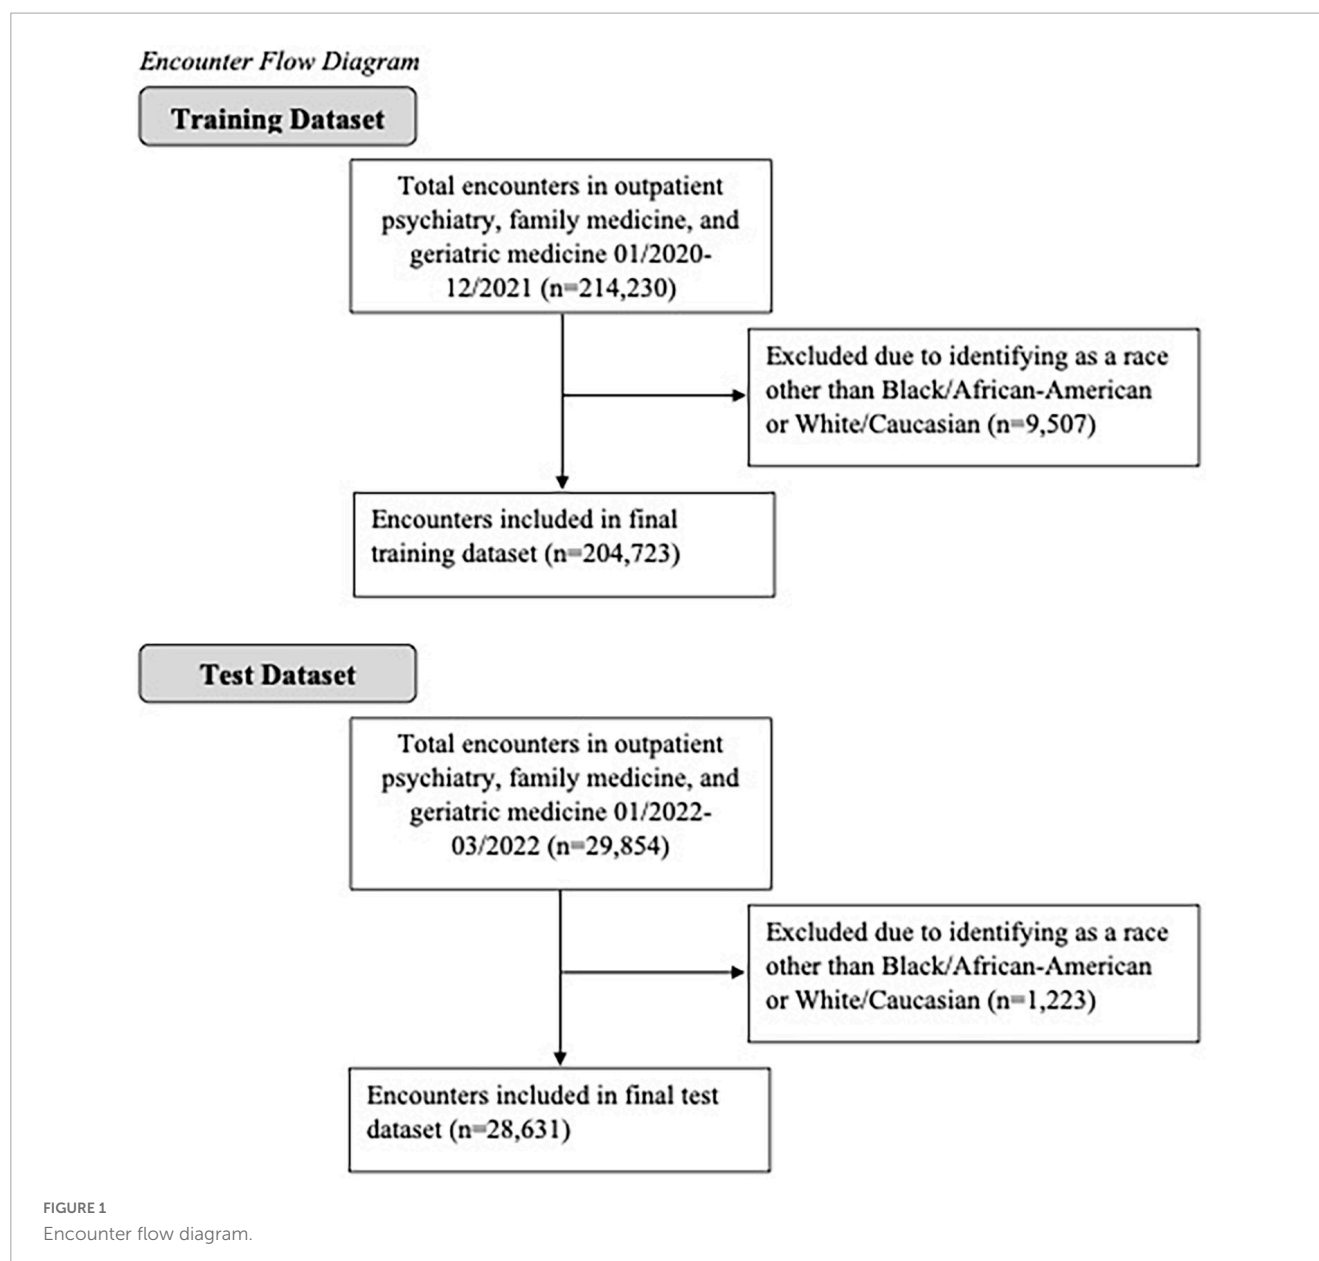 Encounter Flow Diagram
Training Dataset
Total encounters in outpatient
psychiatry, family medicine, and
geriatric medicine 01/2020-
12/2021 (n=214,230)
Excluded due to identifying as a race
other than Black/African-American
or White/Caucasian (n=9,507)
Encounters included in final
training dataset (n=204,723)
Test Dataset
Total encounters in outpatient
psychiatry, family medicine, and
geriatric medicine 01/2022-
03/2022 (n=29,854)
Excluded due to identifying as a race
other than Black/African-American
or White/Caucasian (n=1,223)
Encounters included in final test
dataset (n=28,631)
FIGURE 1
Encounter flow diagram.